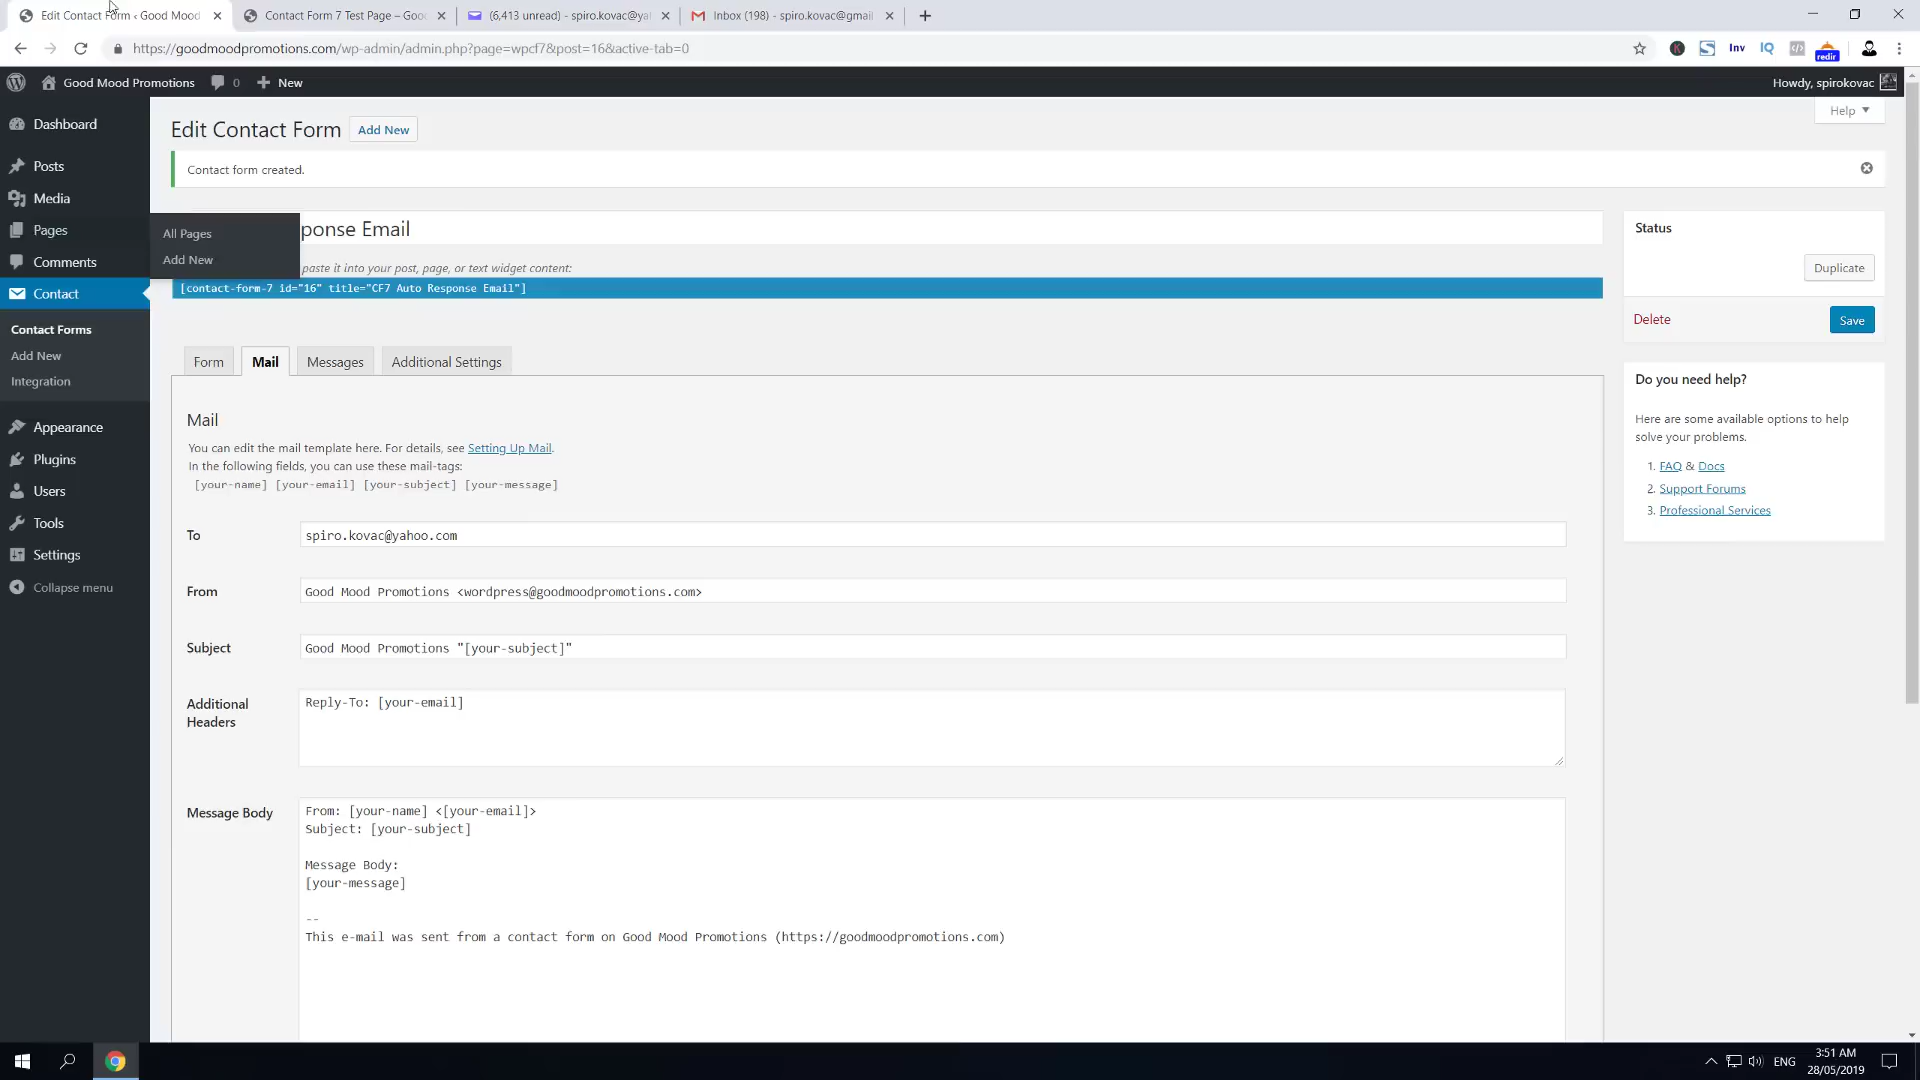 Edit Contact Form ‹ Good Mood
Contact Form 7 Test Page – Goo
(6,413 unread) - spiro.kovac@ya
Inbox (198) - spiro.kovac@gmail
https://goodmoodpromotions.com/wp-admin/admin.php?page=wpcf7&post=16&active-tab=0
Inv
IQ
redir
Good Mood Promotions
0
New
Howdy, spirokovac
Dashboard
Posts
Media
Pages
Comments
Contact
Contact Forms
Add New
Integration
Appearance
Plugins
Users
Tools
Settings
Collapse menu
All Pages
Add New
Help
Edit Contact Form
Add New
Contact form created.
ponse Email
paste it into your post, page, or text widget content:
[contact-form-7 id="16" title="CF7 Auto Response Email"]
Form
Mail
Messages
Additional Settings
Mail
You can edit the mail template here. For details, see Setting Up Mail.
In the following fields, you can use these mail-tags:
[your-name] [your-email] [your-subject] [your-message]
To
spiro.kovac@yahoo.com
From
Good Mood Promotions <wordpress@goodmoodpromotions.com>
Subject
Good Mood Promotions "[your-subject]"
Additional
Headers
Reply-To: [your-email]
Message Body
From: [your-name] <[your-email]>
Subject: [your-subject]
Message Body:
[your-message]
--
This e-mail was sent from a contact form on Good Mood Promotions (https://goodmoodpromotions.com)
Status
Duplicate
Delete
Save
Do you need help?
Here are some available options to help
solve your problems.
1. FAQ & Docs
2. Support Forums
3. Professional Services
ENG
3:51 AM
28/05/2019